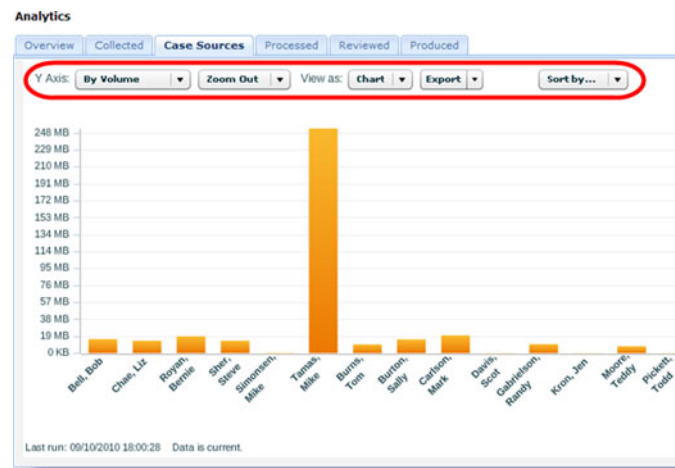 Analytics
Overview Collected Case Sources Processed Reviewed Produced
Y Axis: By Volume Zoom Out View as: Chart Export Sort by...
248 MB
229 MB
210 MB
191 MB
172 MB
153 MB
134 MB
114 MB
95 MB
76 MB
57 MB
38 MB
19 MB
0 KB
Bell, Bob
Chae, Liz
Royan,
Bernie
Sher,
Steve
Simonsen,
Mike
Tamas,
Mike
Burns,
Tom
Burton,
Sally
Carlson,
Mark
Davis,
Scot
Gabrielson,
Randy
Kron, Jen
Moore,
Teddy
Pickett,
Todd
Last run: 09/10/2010 18:00:28 Data is current.